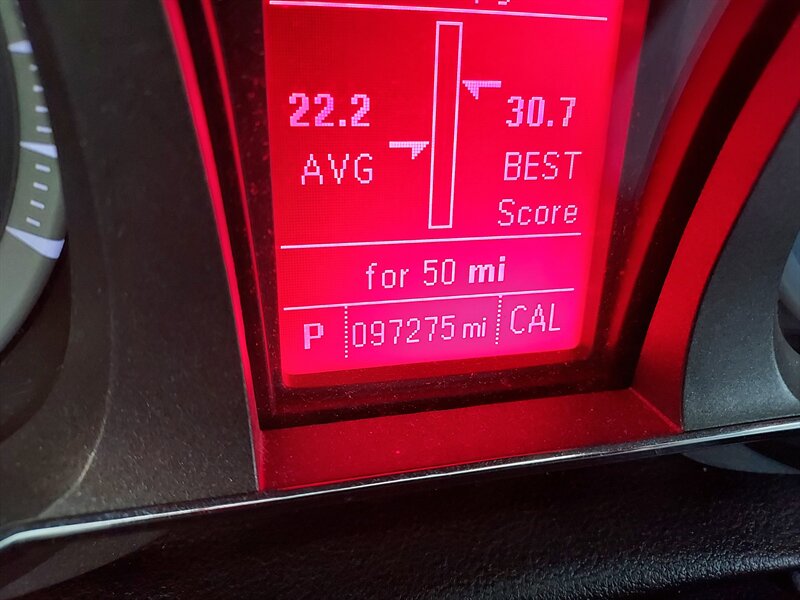 22.2 30.7
AVG BEST
Score
for 50 mi
P 097275 mi CAL